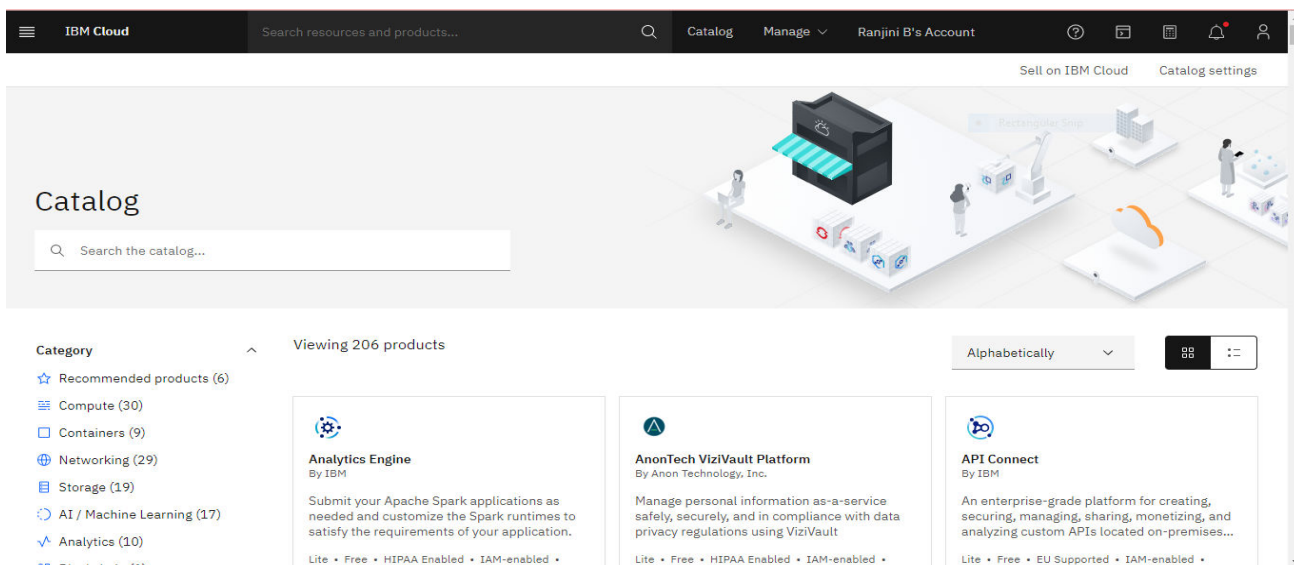 IBM Cloud
Search resources and products...
Catalog
Manage
Ranjini B's Account
Sell on IBM Cloud
Catalog settings
Rectangular Snip
Catalog
Search the catalog...
Category
Recommended products (6)
Compute (30)
Containers (9)
Networking (29)
Storage (19)
AI / Machine Learning (17)
Analytics (10)
Viewing 206 products
Alphabetically
Analytics Engine
By IBM
Submit your Apache Spark applications as
needed and customize the Spark runtimes to
satisfy the requirements of your application.
Lite • Free • HIPAA Enabled • IAM-enabled •
AnonTech ViziVault Platform
By Anon Technology, Inc.
Manage personal information as-a-service
safely, securely, and in compliance with data
privacy regulations using ViziVault
Lite • Free • HIPAA Enabled • IAM-enabled •
API Connect
By IBM
An enterprise-grade platform for creating,
securing, managing, sharing, monetizing, and
analyzing custom APIs located on-premises...
Lite • Free • EU Supported • IAM-enabled •